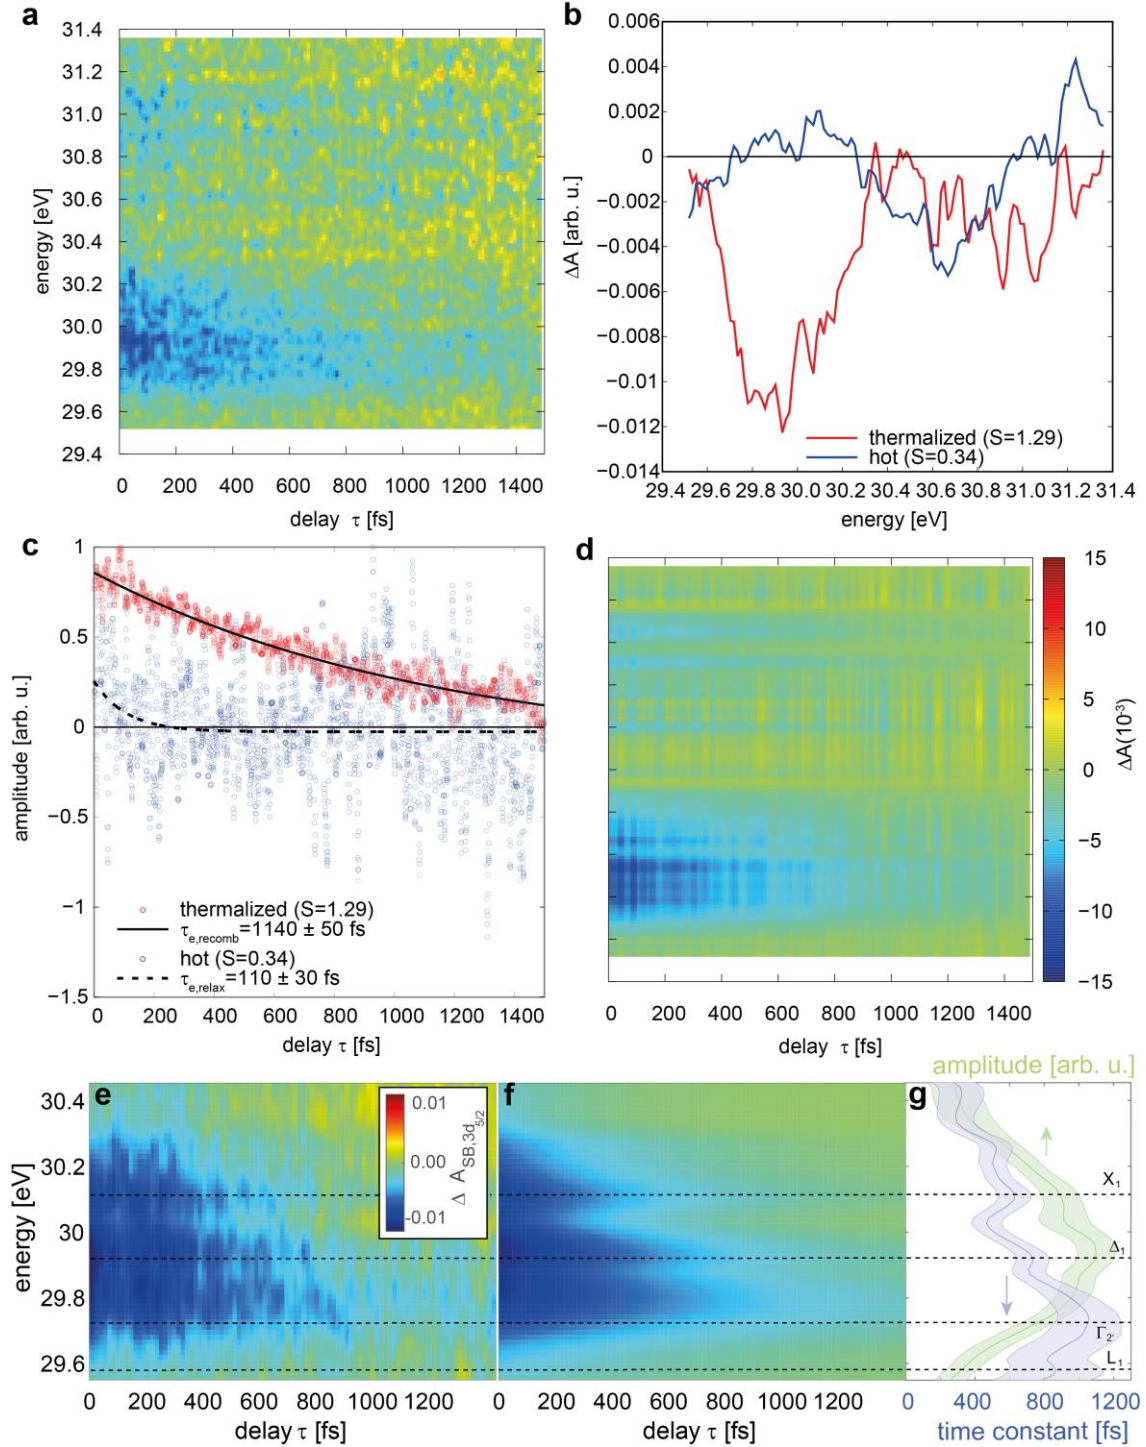 a
31.4
31.2
31.0
30.8
30.6
30.4
30.2
30.0
29.8
29.6
29.4
energy [eV]
0 200 400 600 800 1000 1200 1400
delay τ [fs]
b
0.006
0.004
0.002
0
−0.002
−0.004
−0.006
−0.008
−0.01
−0.012
−0.014
ΔA [arb. u.]
thermalized (S=1.29)
hot (S=0.34)
29.4 29.6 29.8 30.0 30.2 30.4 30.6 30.8 31.0 31.2 31.4
energy [eV]
c
1
0.5
0
−0.5
−1
−1.5
amplitude [arb. u.]
thermalized (S=1.29)
τe,recomb=1140 ± 50 fs
hot (S=0.34)
τe,relax=110 ± 30 fs
0 200 400 600 800 1000 1200 1400
delay τ [fs]
d
15
10
5
0
−5
−10
−15
ΔA(10-3)
0 200 400 600 800 1000 1200 1400
delay τ [fs]
e
30.4
30.2
30
29.8
29.6
energy [eV]
0.01
0.00
-0.01
Δ ASB,3d5/2
0 200 400 600 800 1000 1200
delay τ [fs]
f
0 200 400 600 800 1000 1200
delay τ [fs]
amplitude [arb. u.]
g
X1
Δ1
Γ2'
L1
0 400 800 1200
time constant [fs]